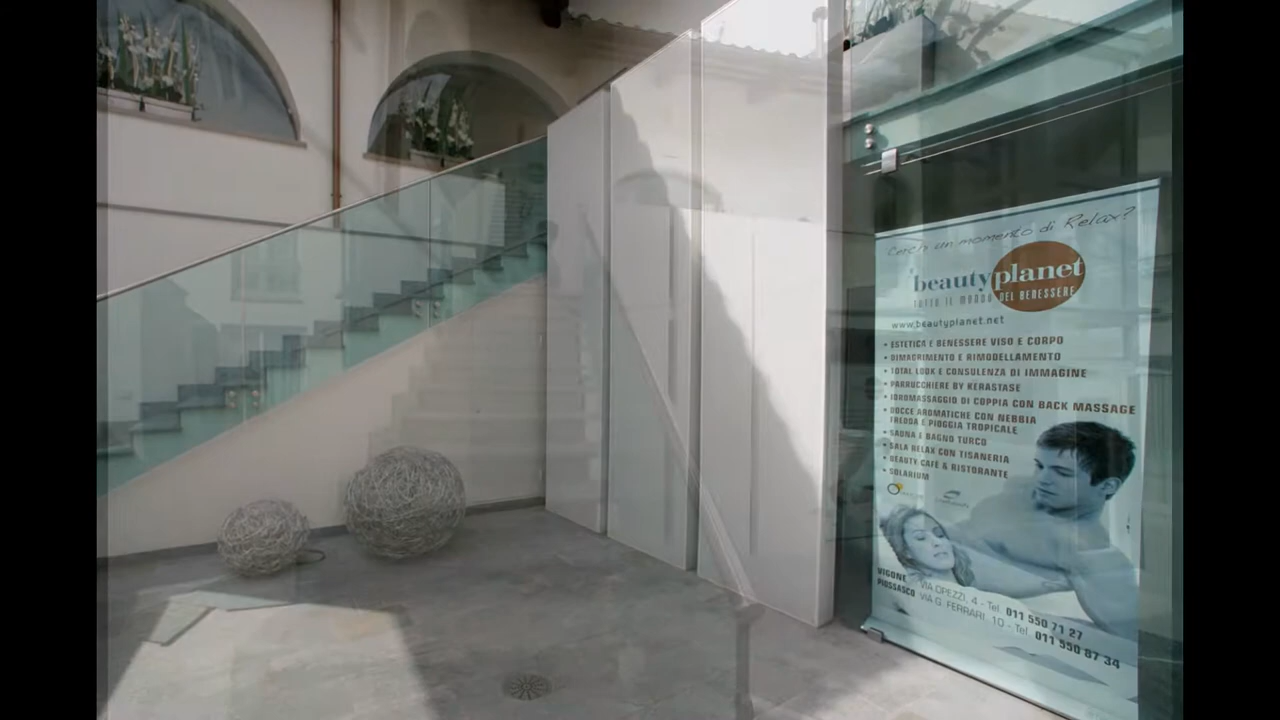 Cerchi un momento di Relax?
beautyplanet
TUTTO IL MONDO DEL BENESSERE
www.beautyplanet.net
• ESTETICA E BENESSERE VISO E CORPO
• DIMAGRIMENTO E RIMODELLAMENTO
• TOTAL LOOK E CONSULENZA DI IMMAGINE
• PARRUCCHIERE BY KERASTASE
• IDROMASSAGGIO DI COPPIA CON BACK MASSAGE
• DOCCE AROMATICHE CON NEBBIA
FREDDA E PIOGGIA TROPICALE
• SAUNA E BAGNO TURCO
• SALA RELAX CON TISANERIA
• BEAUTY CAFÈ & RISTORANTE
• SOLARIUM
VIGONE VIA OPEZZI, 4 - Tel. 011 550 71 27
PIOSSASCO VIA G. FERRARI, 10 - Tel. 011 550 87 34